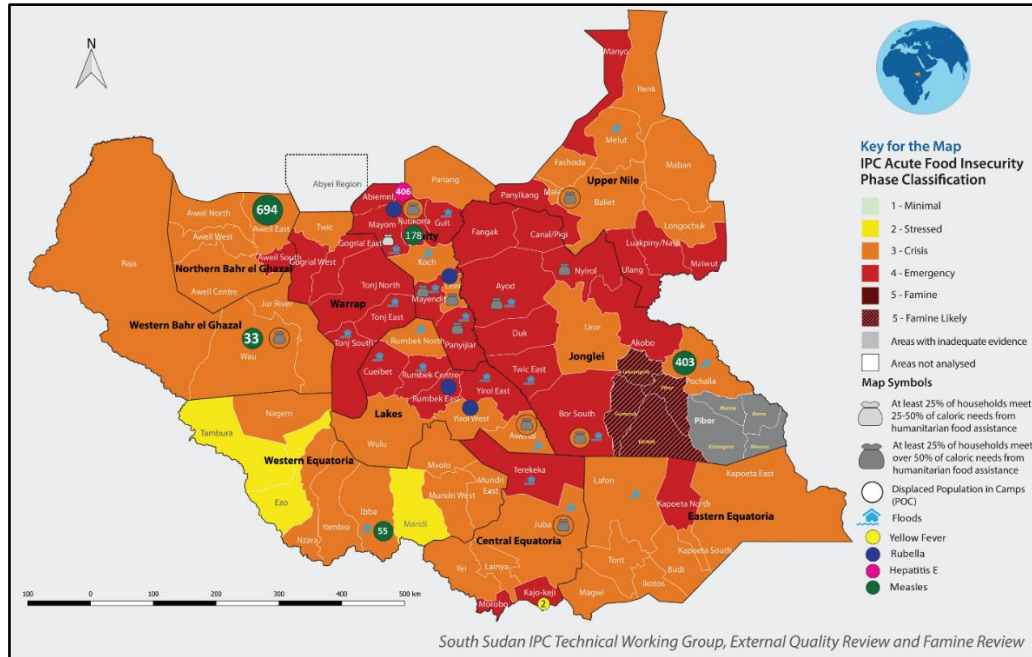 N
Manyo
Renk
Melut
Maban
Fashoda
Upper Nile
Baliet
Longochuk
Abyei Region
Pariang
Panyikang
Abiemnh
406
Rubkona
Guit
Mayom
178
Fangak
Canal/Pigi
Luakpiny/Nasir
Maiwut
Aweil North
694
Aweil East
Aweil West
Twic
Gogrial East
Koch
Nyirol
Ulang
Raja
Aweil South
Gogrial West
Northern Bahr el Ghazal
Aweil Centre
Tonj North
Leer
Mayendit
Ayod
Warrap
Jur River
Tonj East
Duk
Uror
Western Bahr el Ghazal
Rumbek North
Panyijiar
Akobo
33
Tonj South
Jonglei
403
Wau
Cueibet
Pochalla
Rumbek Centre
Yirol East
Twic East
Rumbek East
Bor South
Pibor
Lakes
Yirol West
Nagero
Awerial
Tambura
Wulu
Western Equatoria
Terekeka
Kapoeta East
Mvolo
Mundri East
Lafon
Kapoeta North
Ezo
Ibba
Mundri West
Eastern Equatoria
Maridi
Juba
Yambio
55
Central Equatoria
Kapoeta South
Nzara
Torit
Budi
Yei
Lainya
Ikotos
Magwi
Kajo-keji
Morobo
2
100 0 100 200 300 400 500 km
Key for the Map
IPC Acute Food Insecurity
Phase Classification
1 - Minimal
2 - Stressed
3 - Crisis
4 - Emergency
5 - Famine
5 - Famine Likely
Areas with inadequate evidence
Areas not analysed
Map Symbols
At least 25% of households meet
25-50% of caloric needs from
humanitarian food assistance
At least 25% of households meet
over 50% of caloric needs from
humanitarian food assistance
Displaced Population in Camps
(POC)
Floods
Yellow Fever
Rubella
Hepatitis E
Measles
South Sudan IPC Technical Working Group, External Quality Review and Famine Review